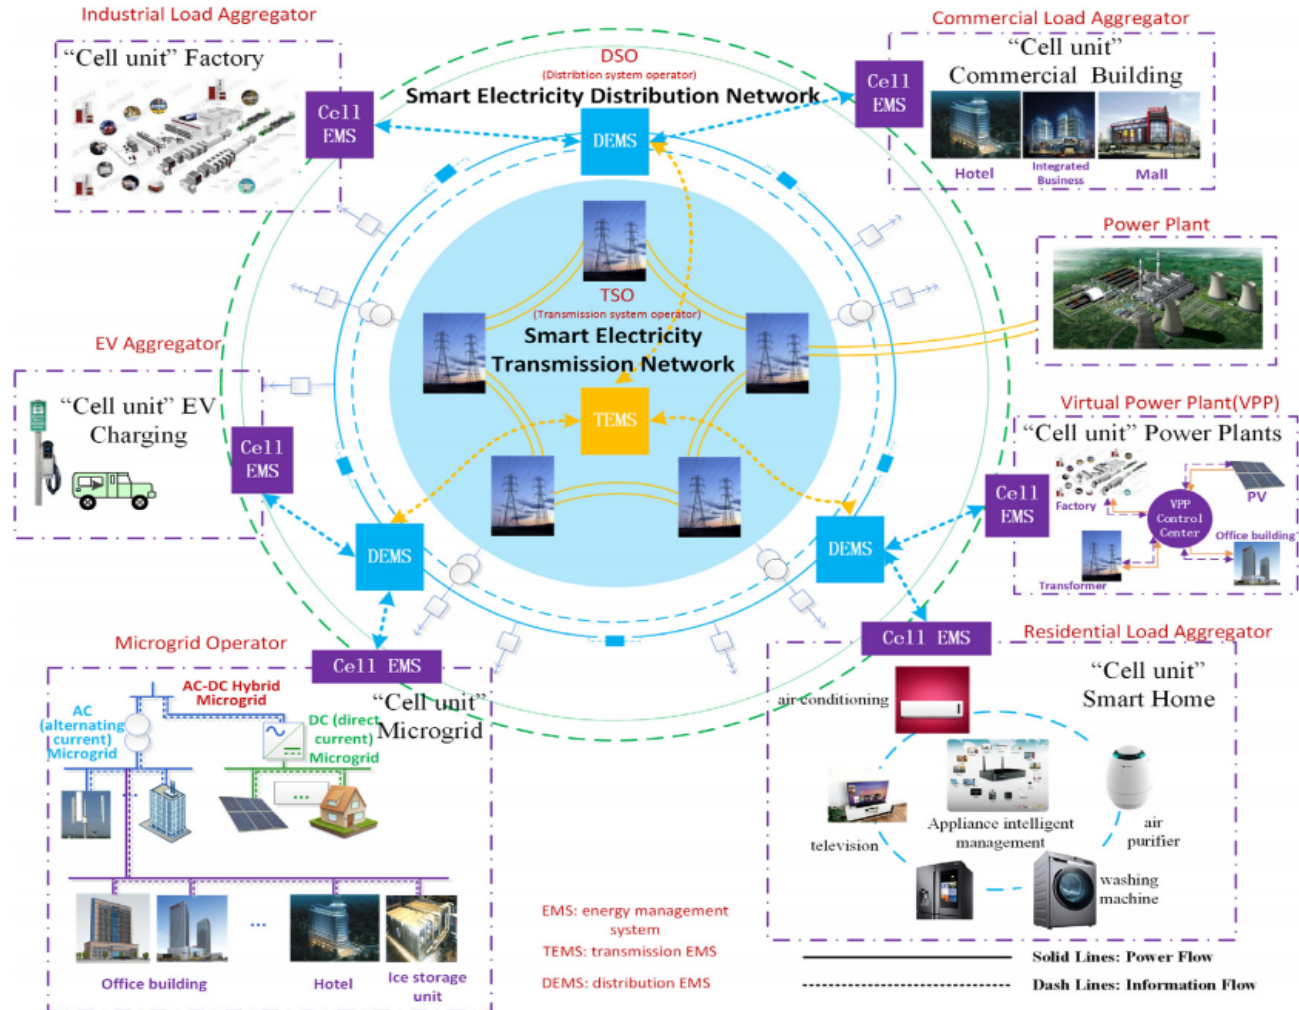 Industrial Load Aggregator
“Cell unit” Factory
Cell
EMS
DSO
(Distribtion system operator)
Smart Electricity Distribution Network
DEMS
Commercial Load Aggregator
“Cell unit”
Commercial Building
Cell
EMS
Hotel
Integrated
Business
Mall
Power Plant
TSO
(Transmission system operator)
Smart Electricity
Transmission Network
TEMS
EV Aggregator
“Cell unit” EV
Charging
Cell
EMS
DEMS
DEMS
Virtual Power Plant(VPP)
“Cell unit” Power Plants
Cell
EMS
Factory
PV
VPP
Control
Center
Office building
Transformer
Microgrid Operator
Cell EMS
“Cell unit”
Microgrid
AC-DC Hybrid
Microgrid
AC
(alternating
current)
Microgrid
DC (direct
current)
Microgrid
...
...
Office building
...
Hotel
Ice storage
unit
Cell EMS
Residential Load Aggregator
“Cell unit”
Smart Home
air conditioning
television
Appliance intelligent
management
air
purifier
washing
machine
EMS: energy management
system
TEMS: transmission EMS
DEMS: distribution EMS
Solid Lines: Power Flow
Dash Lines: Information Flow